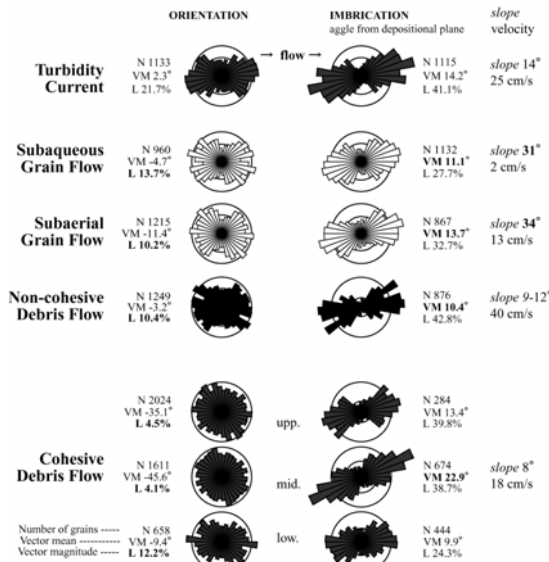 ORIENTATION
IMBRICATION
aggle from depositional plane
slope
velocity
→ flow →
Turbidity
Current
N 1133
VM 2.3°
L 21.7%
N 1115
VM 14.2°
L 41.1%
slope 14°
25 cm/s
Subaqueous
Grain Flow
N 960
VM -4.7°
L 13.7%
N 1132
VM 11.1°
L 27.7%
slope 31°
2 cm/s
Subaerial
Grain Flow
N 1215
VM -11.4°
L 10.2%
N 867
VM 13.7°
L 32.7%
slope 34°
13 cm/s
Non-cohesive
Debris Flow
N 1249
VM -3.2°
L 10.4%
N 876
VM 10.4°
L 42.8%
slope 9-12°
40 cm/s
Cohesive
Debris Flow
N 2024
VM -35.1°
L 4.5%
upp.
N 284
VM 13.4°
L 39.8%
N 1611
VM -45.6°
L 4.1%
mid.
N 674
VM 22.9°
L 38.7%
slope 8°
18 cm/s
Number of grains ----- N 658
Vector mean ----------- VM -9.4°
Vector magnitude ----- L 12.2%
low.
N 444
VM 9.9°
L 24.3%